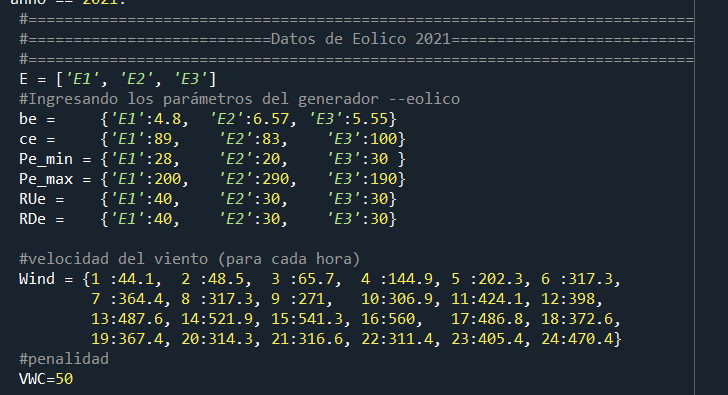 anno == 2021:
#==========================================================================
#===========================Datos de Eolico 2021===========================
#==========================================================================
E = ['E1', 'E2', 'E3']
#Ingresando los parámetros del generador --eolico
be =     {'E1':4.8,  'E2':6.57, 'E3':5.55}
ce =     {'E1':89,    'E2':83,    'E3':100}
Pe_min = {'E1':28,    'E2':20,    'E3':30 }
Pe_max = {'E1':200,   'E2':290,   'E3':190}
RUe =    {'E1':40,    'E2':30,    'E3':30}
RDe =    {'E1':40,    'E2':30,    'E3':30}
#velocidad del viento (para cada hora)
Wind = {1 :44.1,  2 :48.5,  3 :65.7,  4 :144.9, 5 :202.3, 6 :317.3,
7 :364.4, 8 :317.3, 9 :271,   10:306.9, 11:424.1, 12:398,
13:487.6, 14:521.9, 15:541.3, 16:560,   17:486.8, 18:372.6,
19:367.4, 20:314.3, 21:316.6, 22:311.4, 23:405.4, 24:470.4}
#penalidad
VWC=50